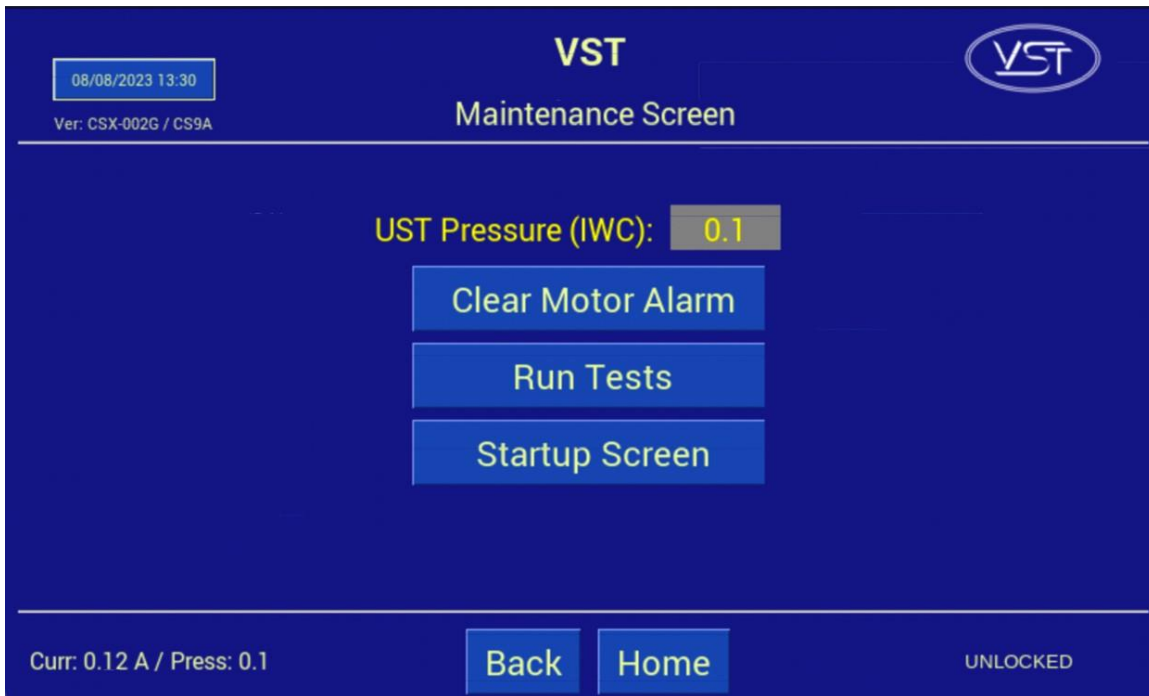 VST
VST
08/08/2023 13:30
Ver: CSX-002G / CS9A
Maintenance Screen
UST Pressure (IWC): 0.1
Clear Motor Alarm
Run Tests
Startup Screen
Curr: 0.12 A / Press: 0.1
Back
Home
UNLOCKED